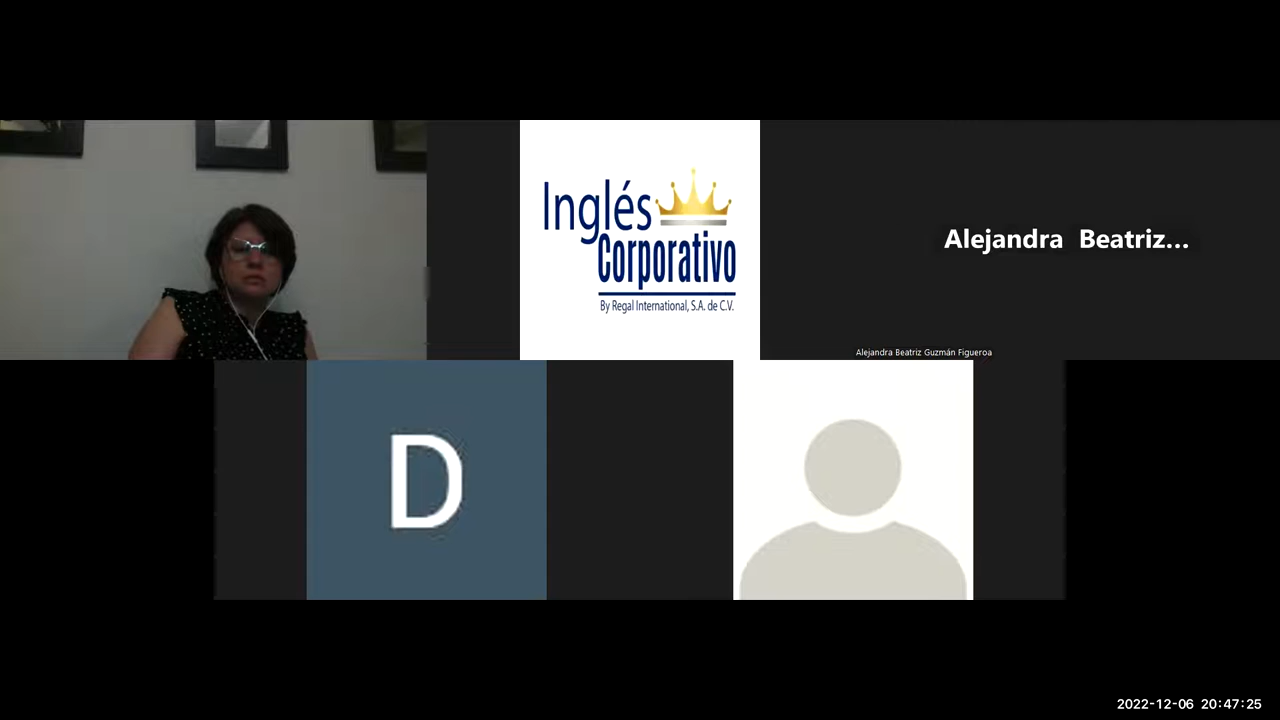 Inglés
Corporativo
By Regal International, S.A. de C.V.
Alejandra Beatriz...
Alejandra Beatriz Guzmán Figueroa
D
2022-12-06 20:47:25